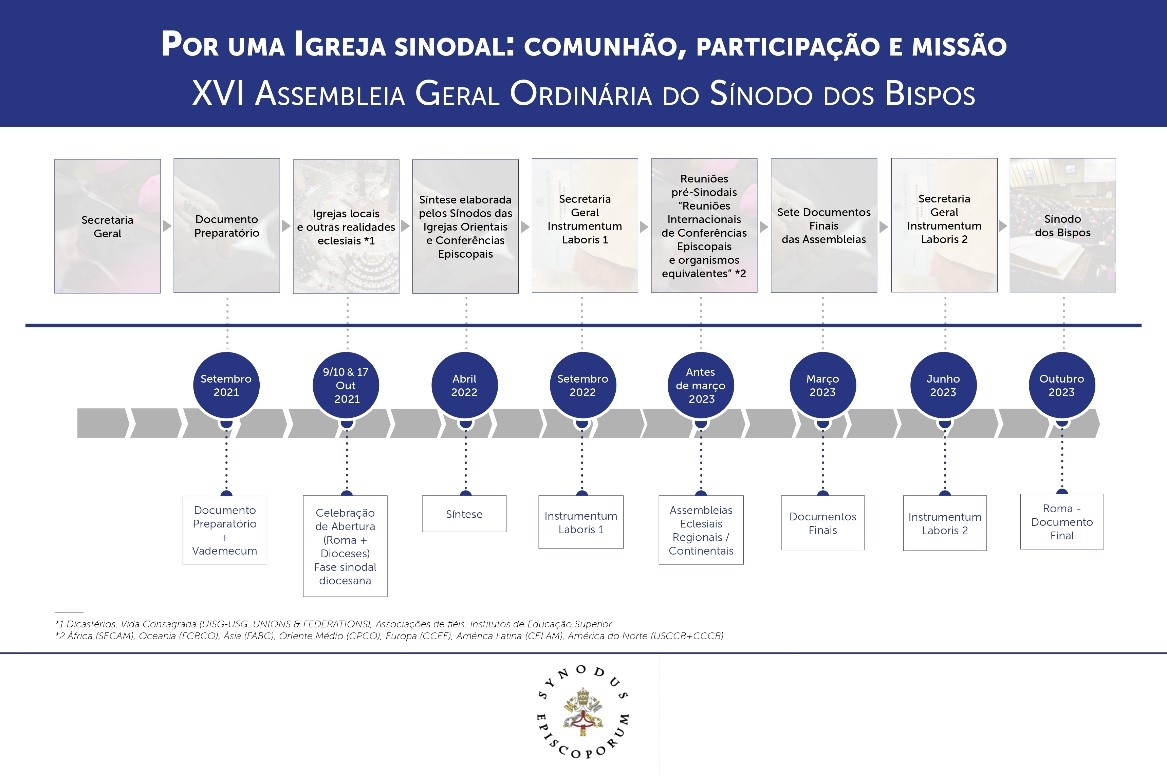 Por uma Igreja sinodal: comunhão, participação e missão
XVI Assembleia Geral Ordinária do Sínodo dos Bispos
Secretaria
Geral
Documento
Preparatório
Igrejas locais
e outras realidades
eclesiais *1
Síntese elaborada
pelos Sínodos das
Igrejas Orientais
e Conferências
Episcopais
Secretaria
Geral
Instrumentum
Laboris 1
Reuniões
pré-Sinodais
“Reuniões
Internacionais
de Conferências
Episcopais
e organismos
equivalentes” *2
Sete Documentos
Finais
das Assembleias
Secretaria
Geral
Instrumentum
Laboris 2
Sínodo
dos Bispos
Setembro
2021
9/10 & 17
Out
2021
Abril
2022
Setembro
2022
Antes
de março
2023
Março
2023
Junho
2023
Outubro
2023
Documento
Preparatório
+
Vademecum
Celebração
de Abertura
(Roma +
Dioceses)
Fase sinodal
diocesana
Síntese
Instrumentum
Laboris 1
Assembleias
Eclesiais
Regionais /
Continentais
Documentos
Finais
Instrumentum
Laboris 2
Roma -
Documento
Final
*1 Dicastérios, Vida Consagrada (UISG-USG, UNIONS & FEDERATIONS), Associações de fiéis, Institutos de Educação Superior
*2 África (SECAM), Oceania (FCBCO), Ásia (FABC), Oriente Médio (CPCO), Europa (CCEE), América Latina (CELAM), América do Norte (USCCB+CCCB)
SYNODUS
EPISCOPORUM